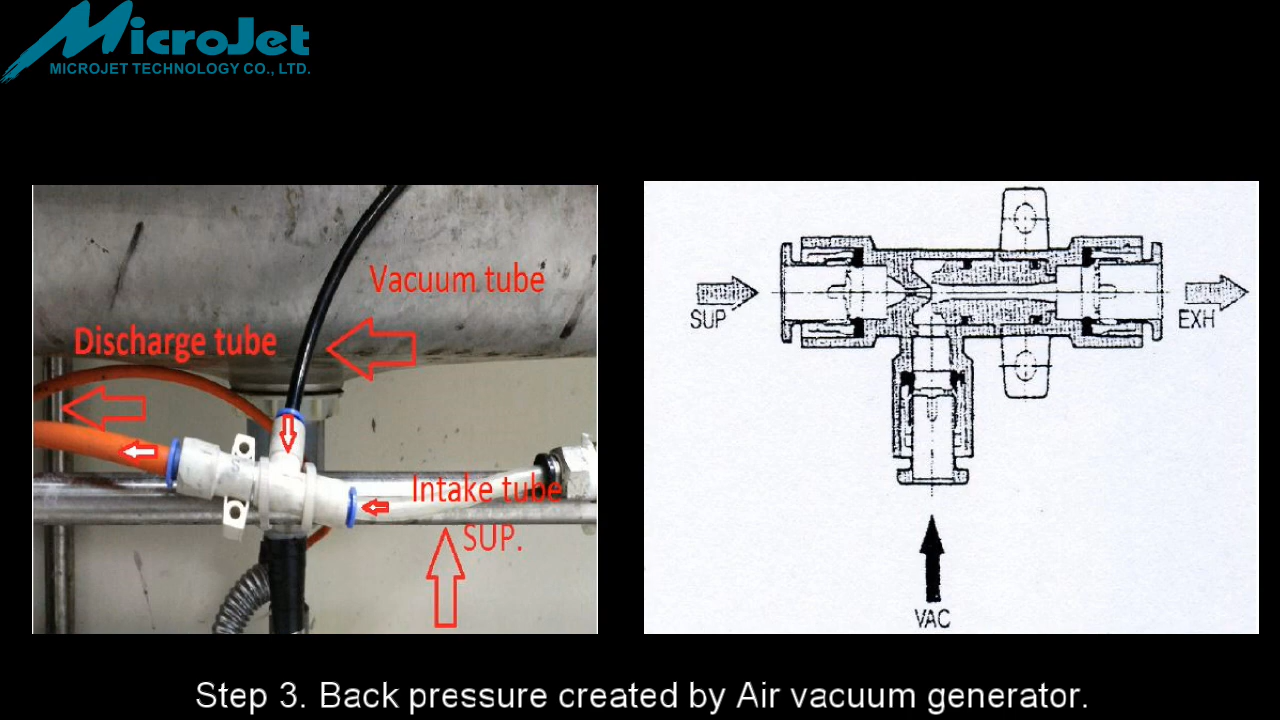 MicroJet
MICROJET TECHNOLOGY CO., LTD.
Vacuum tube
Discharge tube
Intake tube
SUP.
SUP
EXH
VAC
Step 3. Back pressure created by Air vacuum generator.